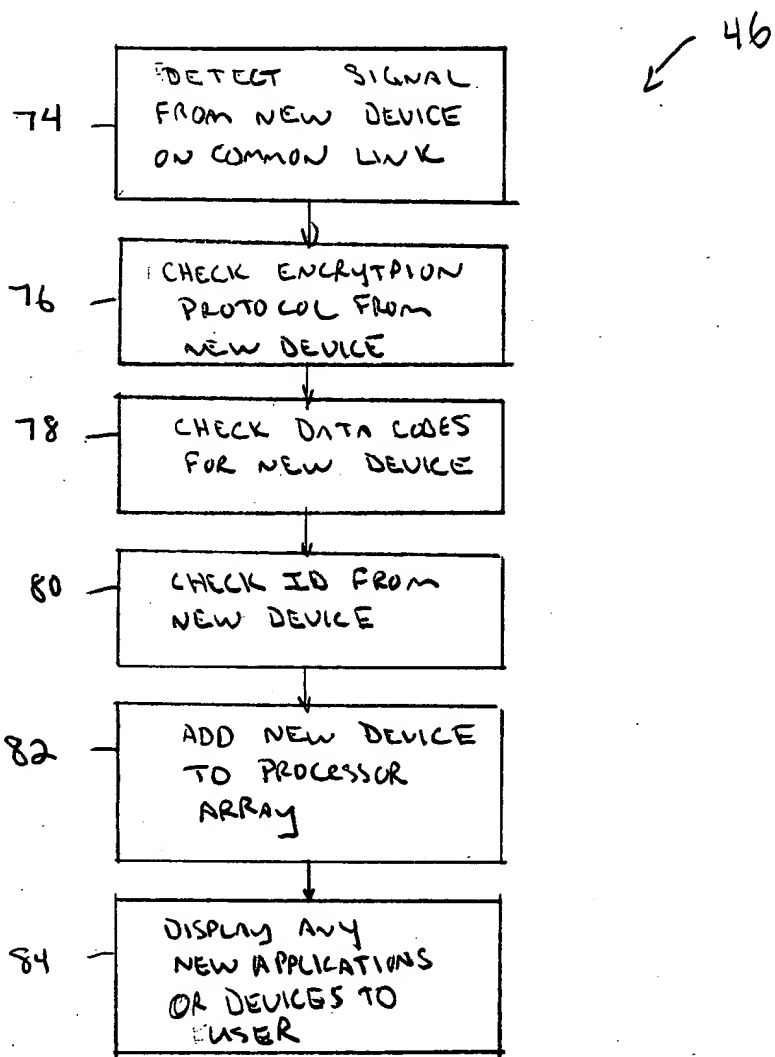 46
74
DETECT SIGNAL
FROM NEW DEVICE
ON COMMON LINK
76
CHECK ENCRYTPION
PROTOCOL FROM
NEW DEVICE
78
CHECK DATA CODES
FOR NEW DEVICE
80
CHECK ID FROM
NEW DEVICE
82
ADD NEW DEVICE
TO PROCESSOR
ARRAY
84
DISPLAY ANY
NEW APPLICATIONS
OR DEVICES TO
USER